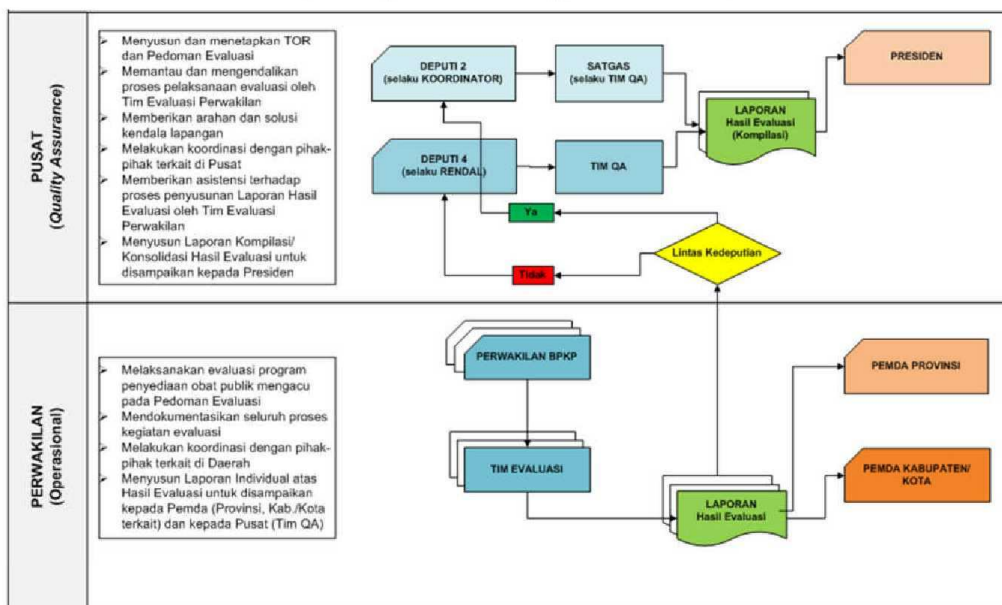 PUSAT
(Quality Assurance)
➢ Menyusun dan menetapkan TOR
dan Pedoman Evaluasi
➢ Memantau dan mengendalikan
proses pelaksanaan evaluasi oleh
Tim Evaluasi Perwakilan
➢ Memberikan arahan dan solusi
kendala lapangan
➢ Melakukan koordinasi dengan pihak-
pihak terkait di Pusat
➢ Memberikan asistensi terhadap
proses penyusunan Laporan Hasil
Evaluasi oleh Tim Evaluasi
Perwakilan
➢ Menyusun Laporan Kompilasi/
Konsolidasi Hasil Evaluasi untuk
disampaikan kepada Presiden
DEPUTI 2
(selaku KOORDINATOR)
SATGAS
(selaku TIM QA)
LAPORAN
Hasil Evaluasi
(Kompilasi)
PRESIDEN
DEPUTI 4
(selaku RENDAL)
TIM QA
Ya
Lintas Kedeputian
Tidak
PERWAKILAN
(Operasional)
➢ Melaksanakan evaluasi program
penyediaan obat publik mengacu
pada Pedoman Evaluasi
➢ Mendokumentasikan seluruh proses
kegiatan evaluasi
➢ Melakukan koordinasi dengan pihak-
pihak terkait di Daerah
➢ Menyusun Laporan Individual atas
Hasil Evaluasi untuk disampaikan
kepada Pemda (Provinsi, Kab./Kota
terkait) dan kepada Pusat (Tim QA)
PERWAKILAN BPKP
TIM EVALUASI
LAPORAN
Hasil Evaluasi
PEMDA PROVINSI
PEMDA KABUPATEN/
KOTA